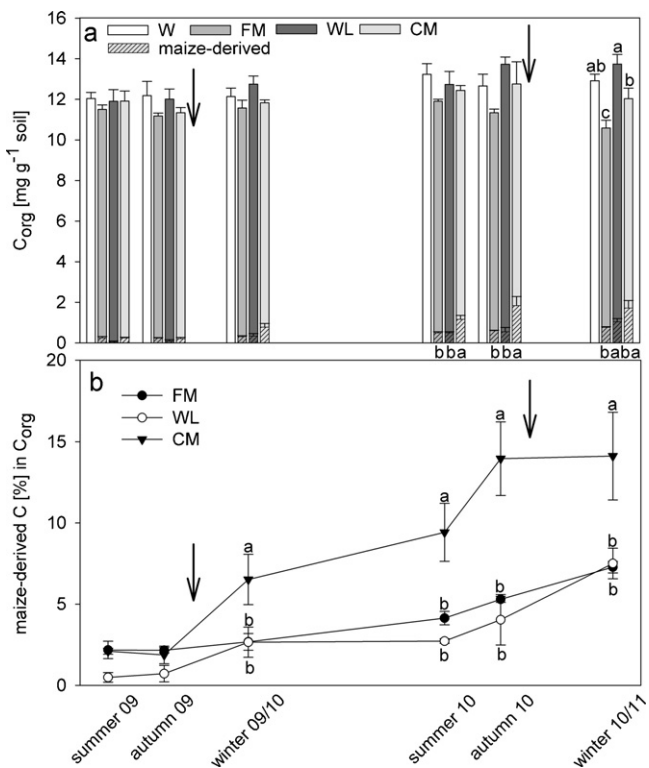 a
W FM WL CM
maize-derived
16
14
12
10
8
6
4
2
0
Corg [mg g-1 soil]
ab
c
a
b
b b a
b b a
b ab a
b
FM
WL
CM
20
15
10
5
0
maize-derived C [%] in Corg
a
b
b
a
b
b
a
b
b
a
b
b
summer 09
autumn 09
winter 09/10
summer 10
autumn 10
winter 10/11